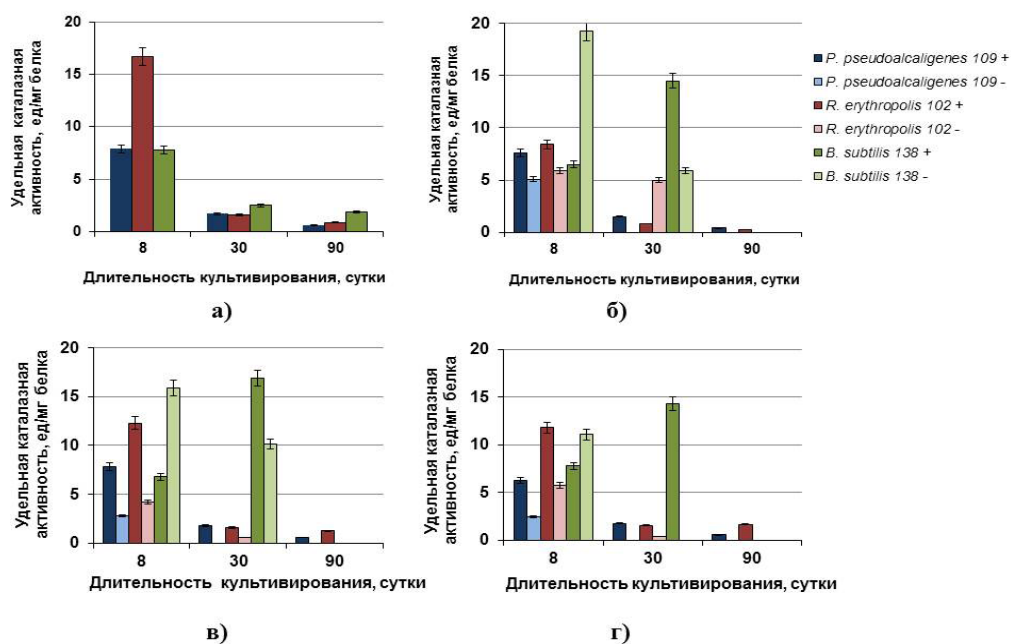 Удельная каталазная
активность, ед/мг белка
20
15
10
5
0
8
30
90
Длительность культивирования, сутки
а)
Удельная каталазная
активность, ед/мг белка
20
15
10
5
0
8
30
90
Длительность культивирования, сутки
б)
P. pseudoalcaligenes 109 +
P. pseudoalcaligenes 109 -
R. erythropolis 102 +
R. erythropolis 102 -
B. subtilis 138 +
B. subtilis 138 -
Удельная каталазная
активность, ед/мг белка
20
15
10
5
0
8
30
90
Длительность культивирования, сутки
в)
Удельная каталазная
активность, ед/мг белка
20
15
10
5
0
8
30
90
Длительность культивирования, сутки
г)